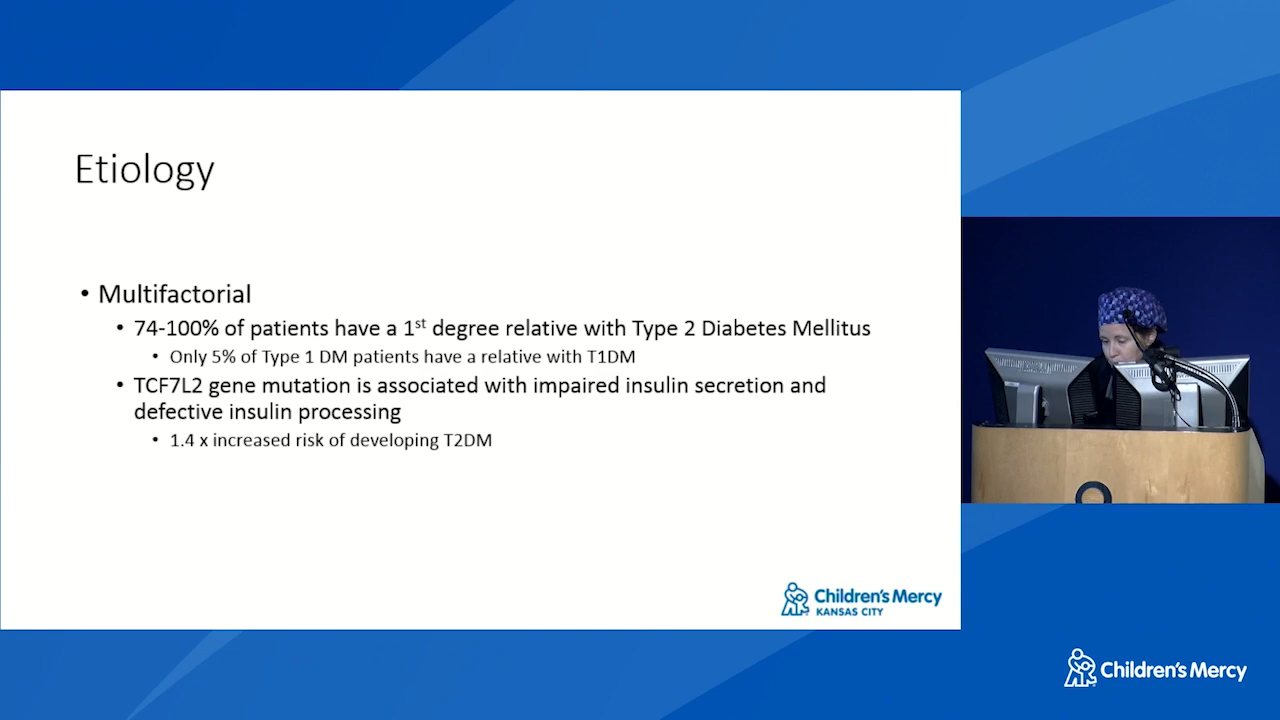 Etiology
• Multifactorial
• 74-100% of patients have a 1st degree relative with Type 2 Diabetes Mellitus
• Only 5% of Type 1 DM patients have a relative with T1DM
• TCF7L2 gene mutation is associated with impaired insulin secretion and
defective insulin processing
• 1.4 x increased risk of developing T2DM
Children's Mercy
KANSAS CITY
Children's Mercy